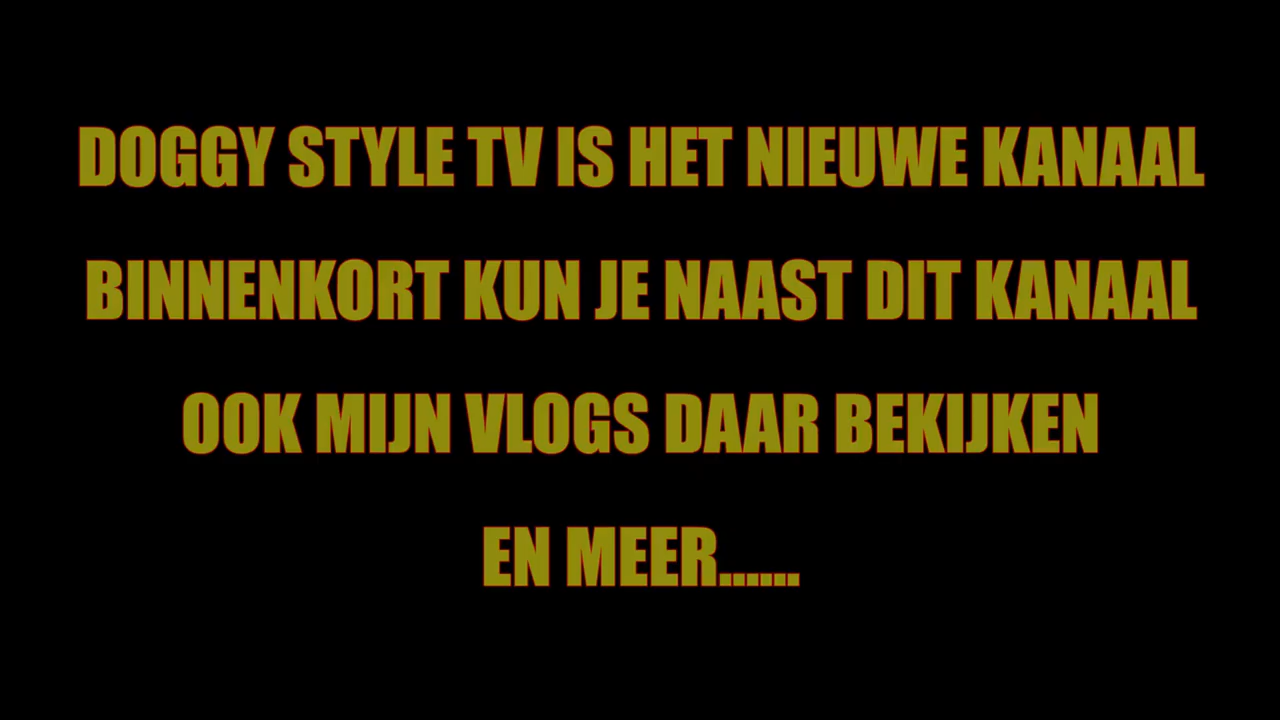 DOGGY STYLE TV IS HET NIEUWE KANAAL
BINNENKORT KUN JE NAAST DIT KANAAL
OOK MIJN VLOGS DAAR BEKIJKEN
EN MEER......